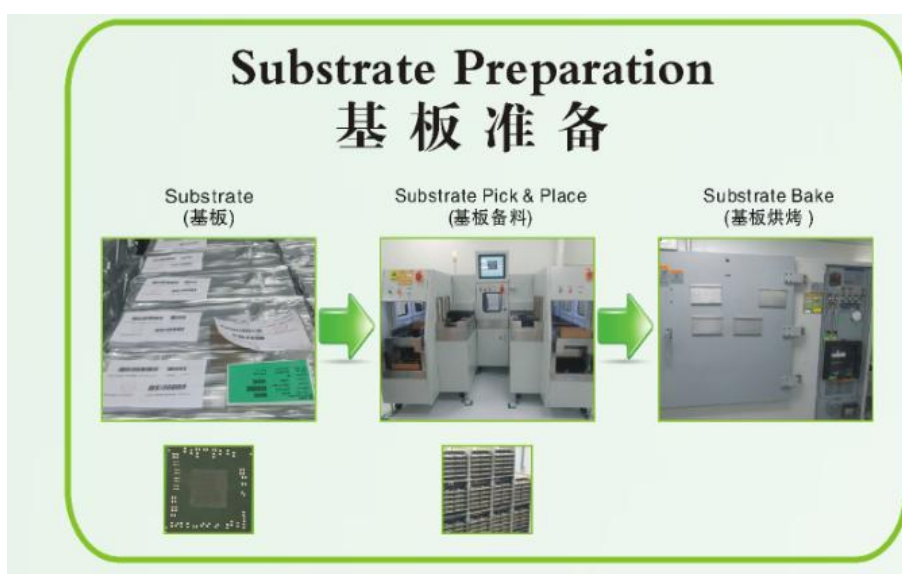 Substrate Preparation
基板准备
Substrate
(基板)
Substrate Pick & Place
(基板备料)
Substrate Bake
(基板烘烤)